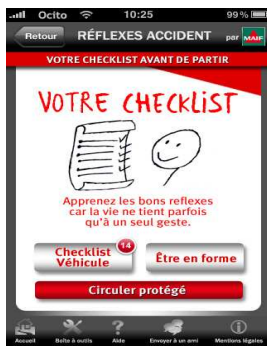 Ocito 10:25 99 %
Retour RÉFLEXES ACCIDENT par MAIF
VOTRE CHECKLIST AVANT DE PARTIR
VOTRE CHECKLIST
Apprenez les bons reflexes
car la vie ne tient parfois
qu'à un seul geste.
Checklist Véhicule 14
Être en forme
Circuler protégé
Accueil Boîte à outils Aide Envoyer à un ami Mentions légales